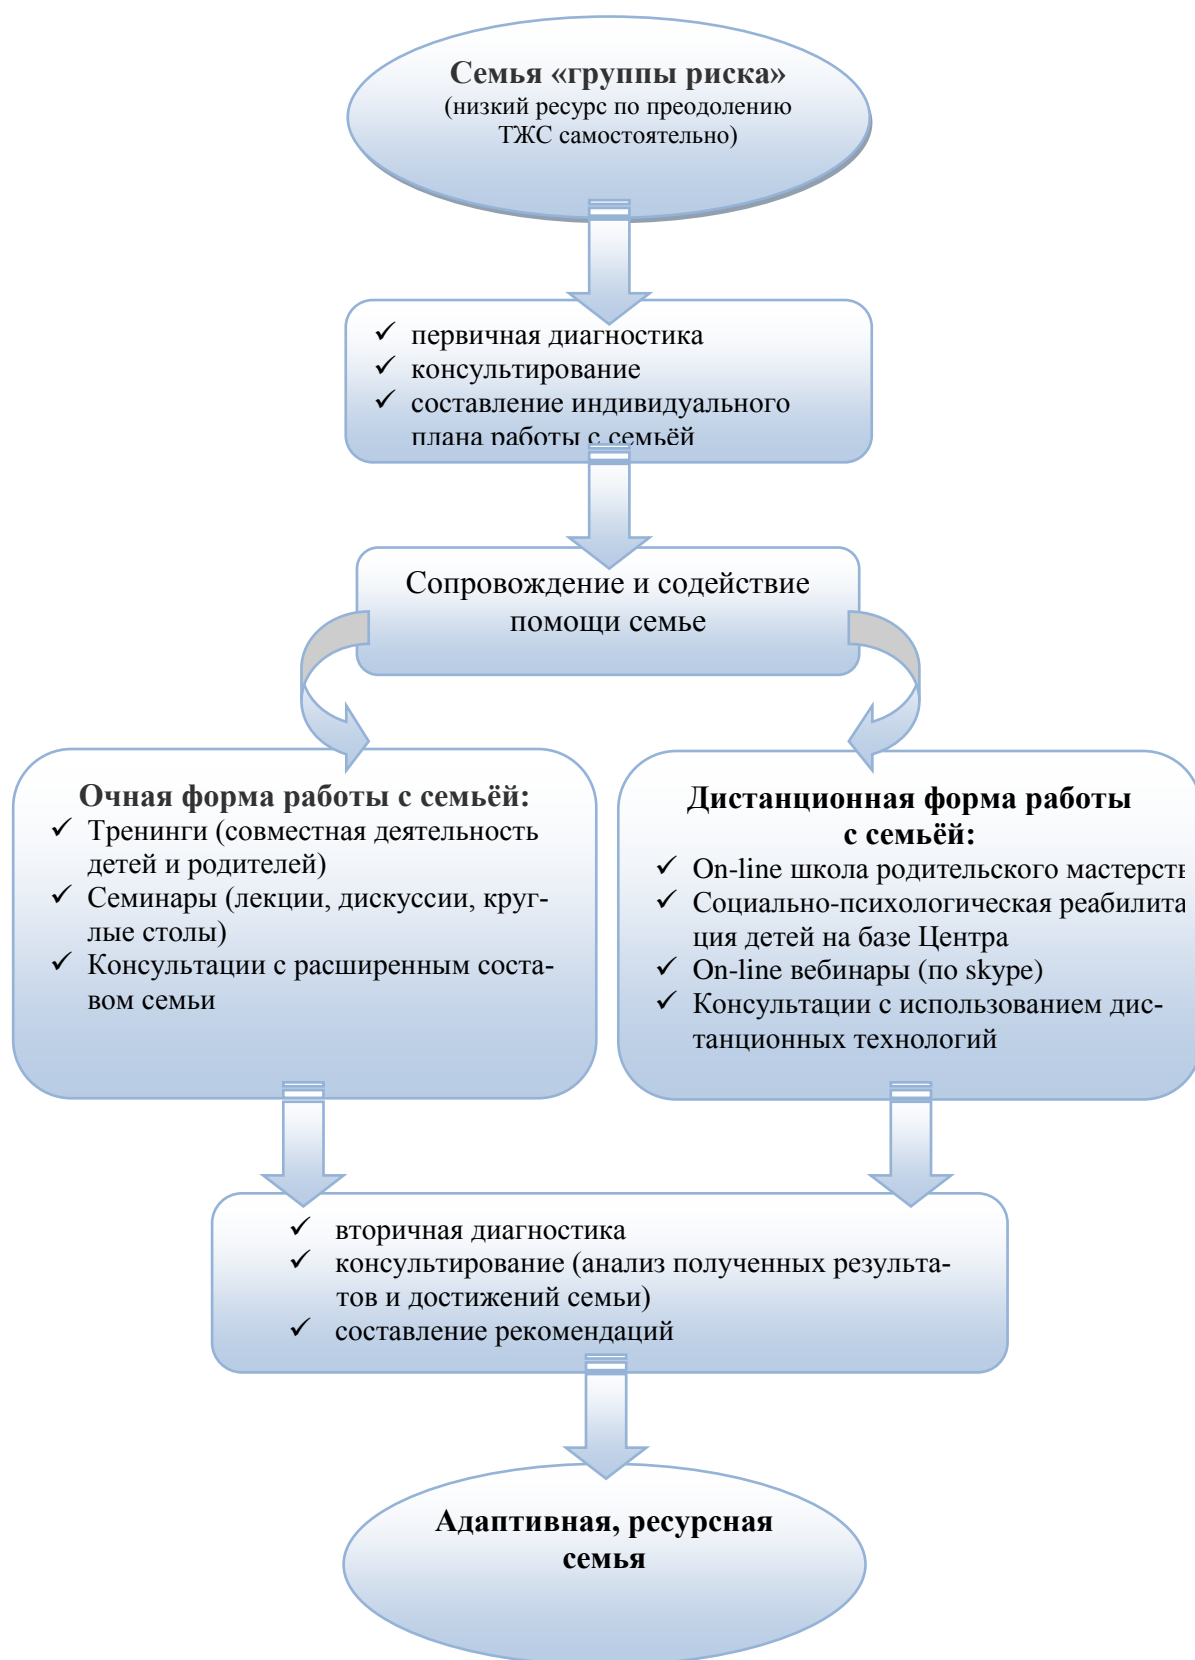 Семья «группы риска»
(низкий ресурс по преодолению
ТЖС самостоятельно)
✓ первичная диагностика
✓ консультирование
✓ составление индивидуального
плана работы с семьёй
Сопровождение и содействие
помощи семье
Очная форма работы с семьёй:
✓ Тренинги (совместная деятельность
детей и родителей)
✓ Семинары (лекции, дискуссии, круг-
лые столы)
✓ Консультации с расширенным соста-
вом семьи
Дистанционная форма работы
с семьёй:
✓ On-line школа родительского мастерств
✓ Социально-психологическая реабилита
ция детей на базе Центра
✓ On-line вебинары (по skype)
✓ Консультации с использованием дис-
танционных технологий
✓ вторичная диагностика
✓ консультирование (анализ полученных результа-
тов и достижений семьи)
✓ составление рекомендаций
Адаптивная, ресурсная
семья